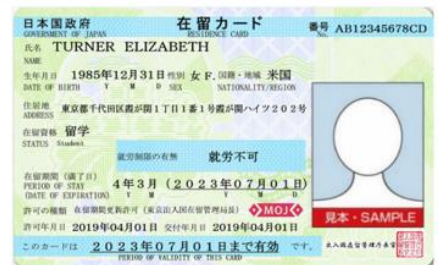 日本国政府 在留カード 番号 AB12345678CD
GOVERNMENT OF JAPAN RESIDENCE CARD No.
氏名 TURNER ELIZABETH
NAME
生年月日 1985年12月31日 性別 女 F. 国籍・地域 米国
DATE OF BIRTH Y M D SEX NATIONALITY/REGION
住居地 東京都千代田区霞が関1丁目1番1号霞が関ハイツ202号
ADDRESS
在留資格 留学
STATUS Student
就労制限の有無 就労不可
在留期間(満了日) 4年3月(2023年07月01日)
PERIOD OF STAY Y M Y M D
(DATE OF EXPIRATION)
許可の種類 在留期間更新許可(東京出入国在留管理局長) MOJ
見本・SAMPLE
許可年月日 2019年04月01日 交付年月日 2019年04月01日
このカードは 2023年07月01日まで有効 です。
PERIOD OF VALIDITY OF THIS CARD